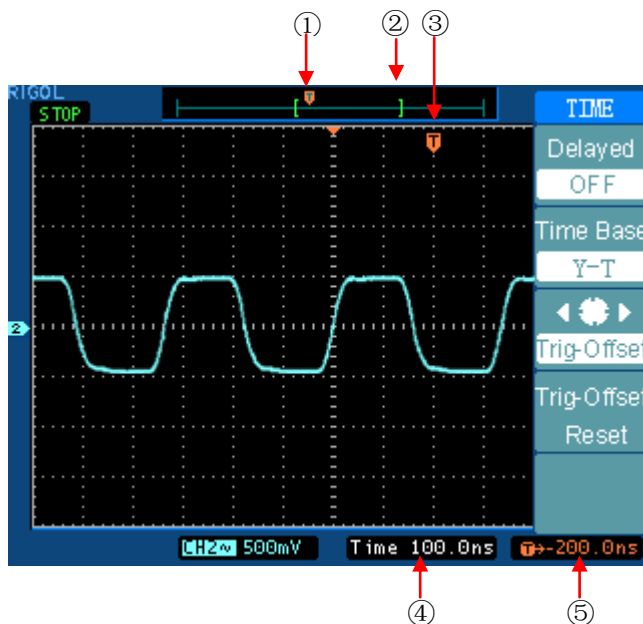 ① ② ③
RIGOL
STOP
T
TIME
T
Delayed
OFF
Time Base
Y-T
2
Trig-Offset
Trig-Offset
Reset
CH2 500mV Time 100.0ns T→-200.0ns
④ ⑤